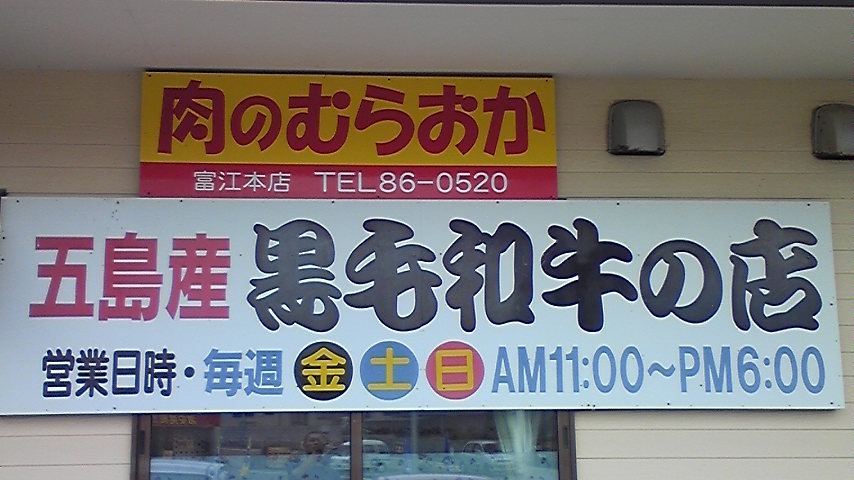 肉のむらおか
富江本店 TEL86-0520
五島産 黒毛和牛の店
営業日時・毎週 金 土 日 AM11:00～PM6:00